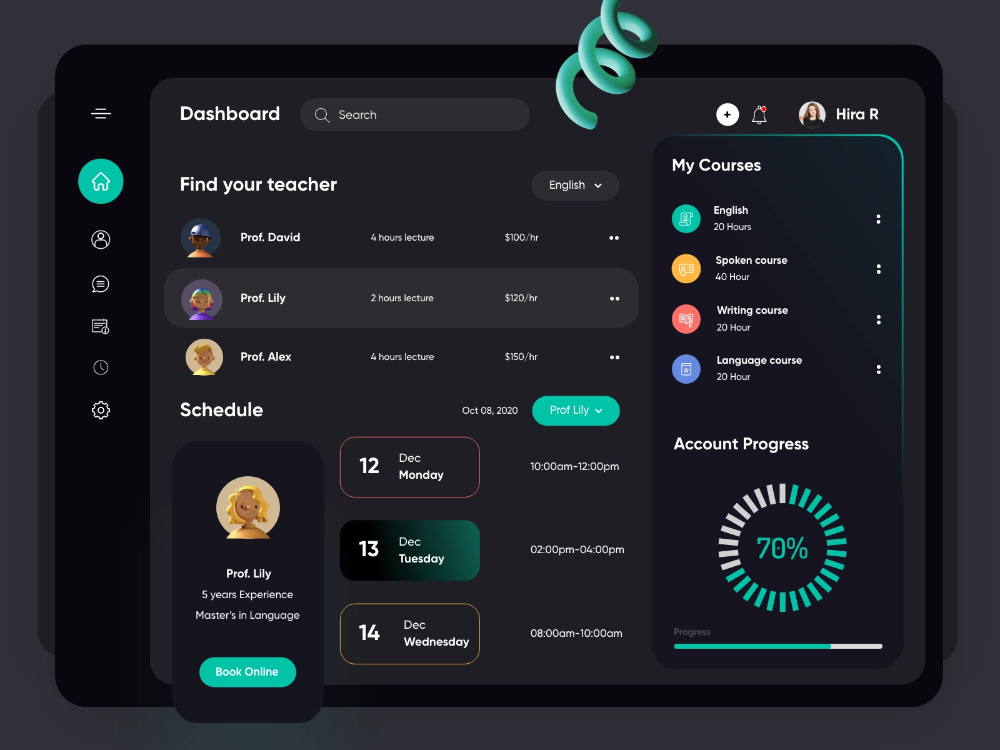 Dashboard
Search
Hira R
Find your teacher
English
Prof. David
4 hours lecture
$100/hr
Prof. Lily
2 hours lecture
$120/hr
Prof. Alex
4 hours lecture
$150/hr
Schedule
Oct 08, 2020
Prof Lily
Prof. Lily
5 years Experience
Master's in Language
Book Online
12
Dec
Monday
10:00am-12:00pm
13
Dec
Tuesday
02:00pm-04:00pm
14
Dec
Wednesday
08:00am-10:00am
My Courses
English
20 Hours
Spoken course
40 Hour
Writing course
20 Hour
Language course
20 Hour
Account Progress
70%
Progress